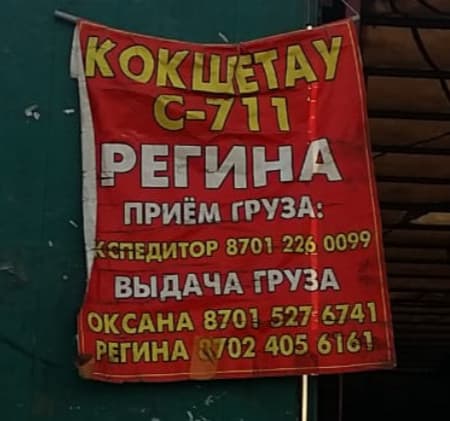 КОКШЕТАУ
С-711
РЕГИНА
ПРИЁМ ГРУЗА:
КСПЕДИТОР 8701 226 0099
ВЫДАЧА ГРУЗА
ОКСАНА 8701 527 6741
РЕГИНА 8702 405 6161